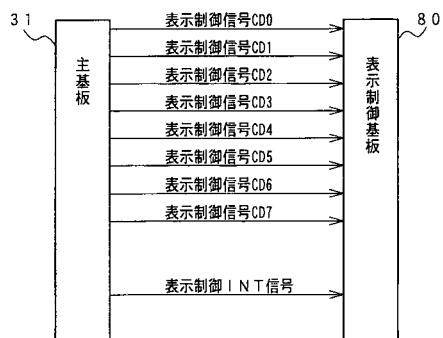 31
80
主基板
表示制御基板
表示制御信号CD0
表示制御信号CD1
表示制御信号CD2
表示制御信号CD3
表示制御信号CD4
表示制御信号CD5
表示制御信号CD6
表示制御信号CD7
表示制御INT信号